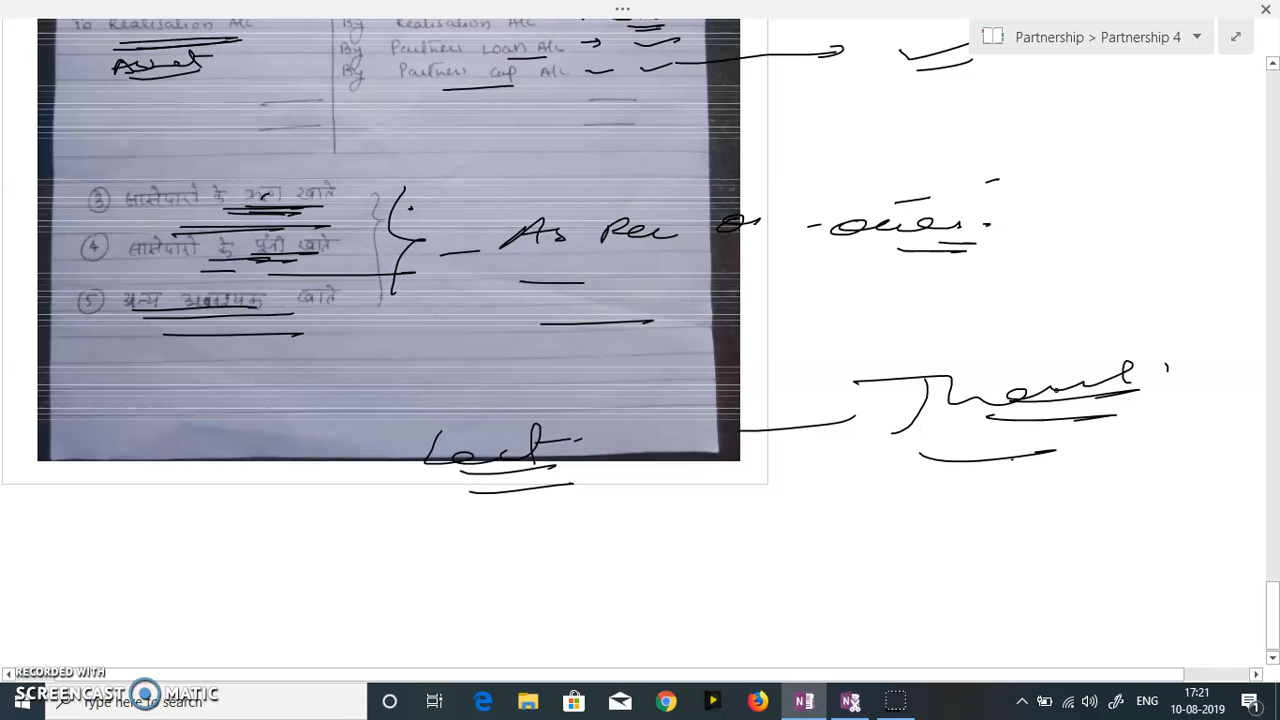 To Realisation A/c
By Realisation A/c
Asset
By Partners Loan A/c
By Partners cap A/c
Partnership > Partnership 4
③ साझेदारों के ऋण खाते
④ साझेदारों के पूंजी खाते
⑤ अन्य आवश्यक खाते
As Per
Last
RECORDED WITH
SCREENCAST MATIC
Type here to search
ENG
17:21
10-08-2019